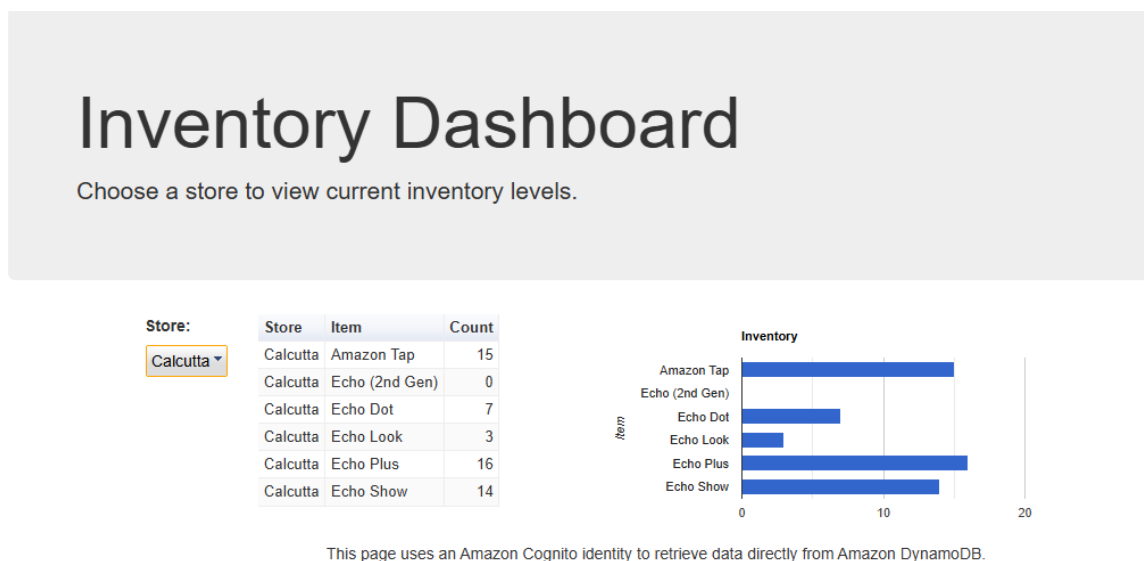 Inventory Dashboard
Choose a store to view current inventory levels.
Store:
Calcutta
Store Item Count
Calcutta Amazon Tap 15
Calcutta Echo (2nd Gen) 0
Calcutta Echo Dot 7
Calcutta Echo Look 3
Calcutta Echo Plus 16
Calcutta Echo Show 14
Inventory
Item
Amazon Tap
Echo (2nd Gen)
Echo Dot
Echo Look
Echo Plus
Echo Show
0 10 20
This page uses an Amazon Cognito identity to retrieve data directly from Amazon DynamoDB.